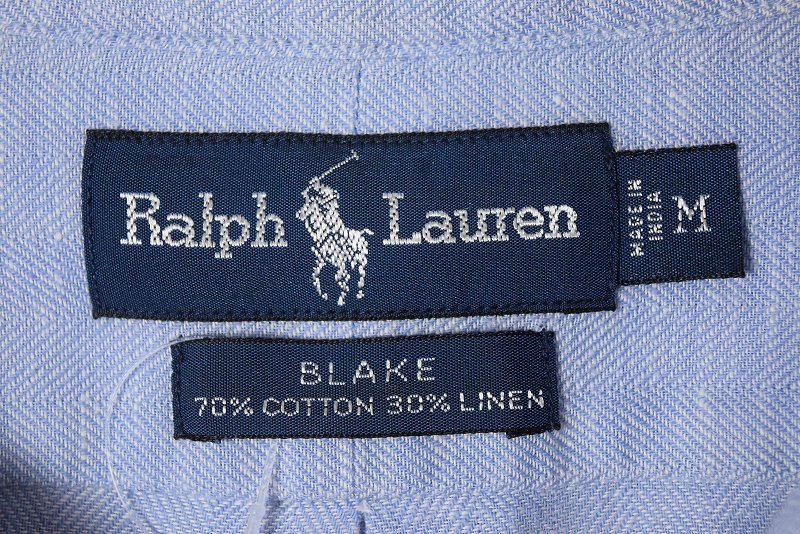 Ralph Lauren
MADE IN
INDIA
M
BLAKE
70% COTTON 30% LINEN